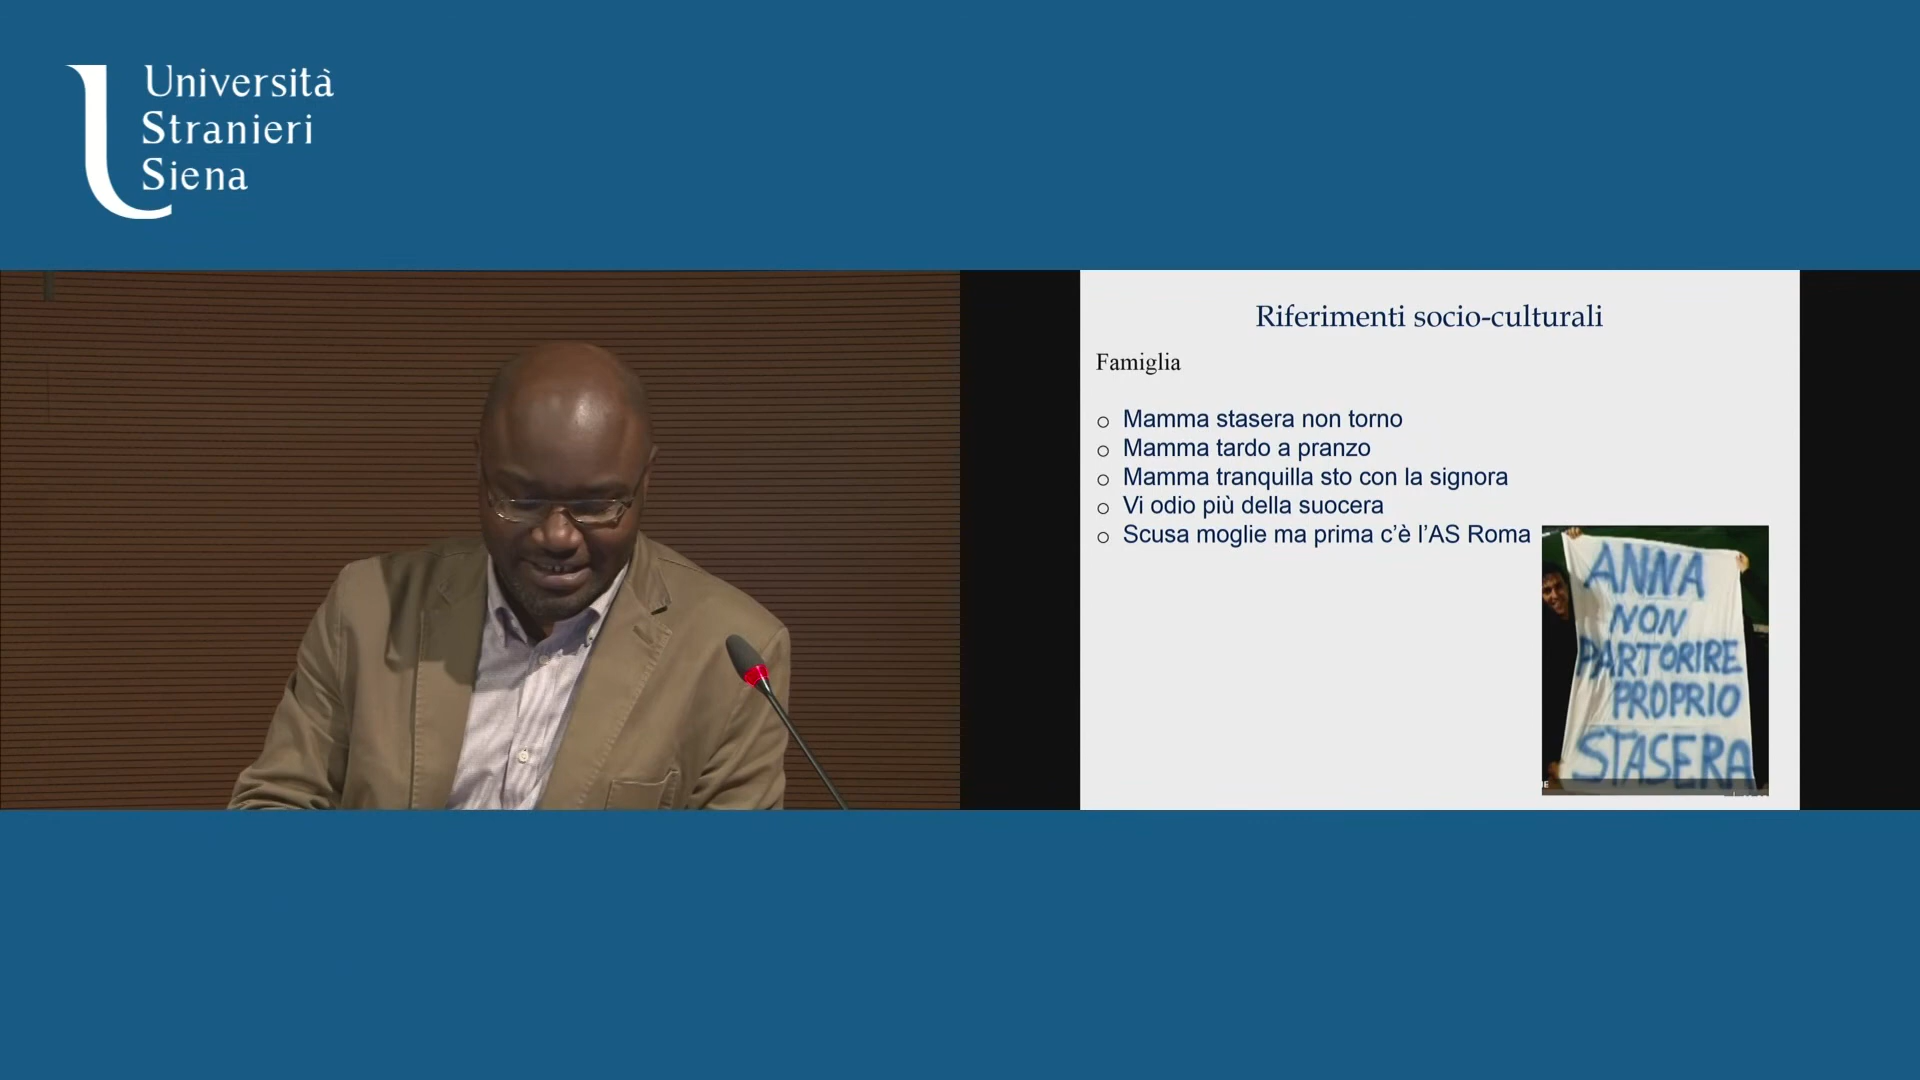 Università
Stranieri
Siena
Riferimenti socio-culturali
Famiglia
Mamma stasera non torno
Mamma tardo a pranzo
Mamma tranquilla sto con la signora
Vi odio più della suocera
Scusa moglie ma prima c'è l'AS Roma
ANNA
NON
PARTORIRE
PROPRIO
STASERA